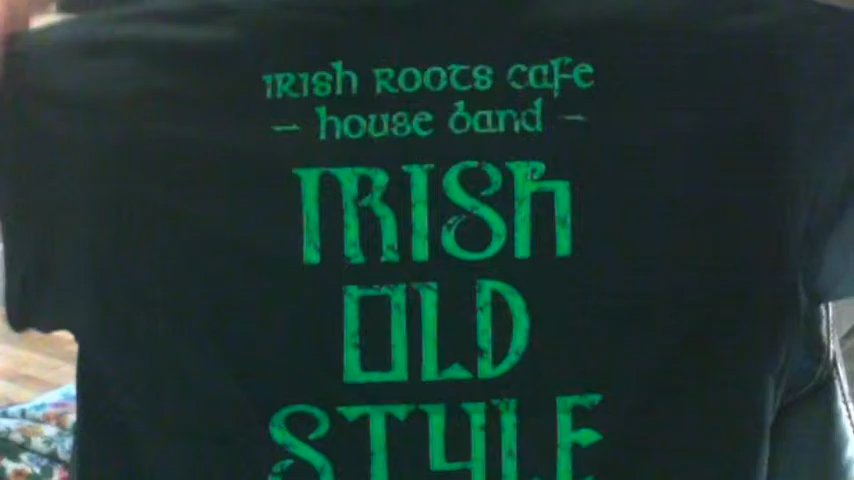 IRISH ROOTS CAFE
- HOUSE BAND -
IRISH
OLD
STYLE